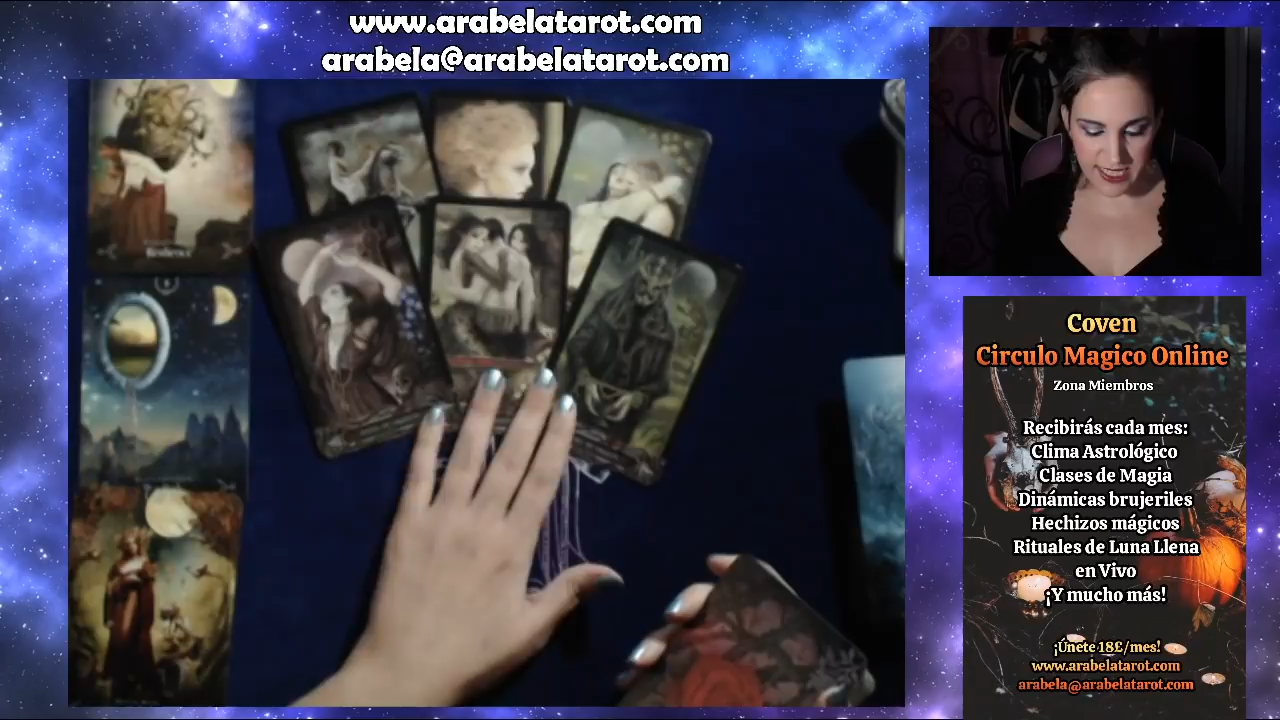 www.arabelatarot.com
arabela@arabelatarot.com
Coven
Circulo Magico Online
Zona Miembros
Recibirás cada mes:
Clima Astrológico
Clases de Magia
Dinámicas brujeriles
Hechizos mágicos
Rituales de Luna Llena
en Vivo
¡Y mucho más!
¡Únete 18£/mes!
www.arabelatarot.com
arabela@arabelatarot.com